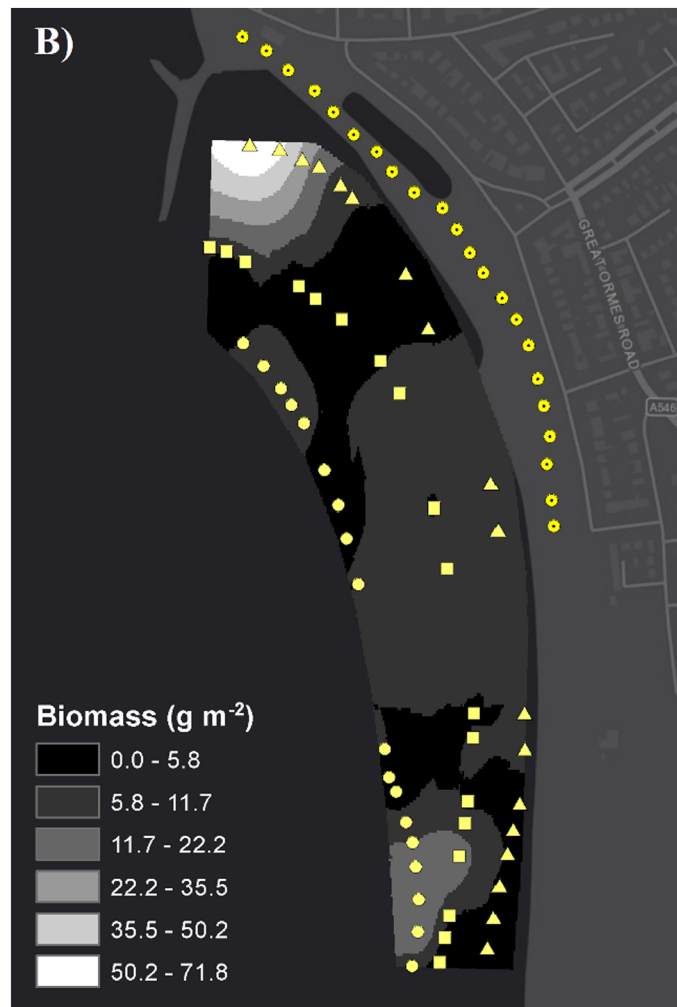 B)
GREAT ORMES ROAD
A546
Biomass (g m⁻²)
0.0 - 5.8
5.8 - 11.7
11.7 - 22.2
22.2 - 35.5
35.5 - 50.2
50.2 - 71.8